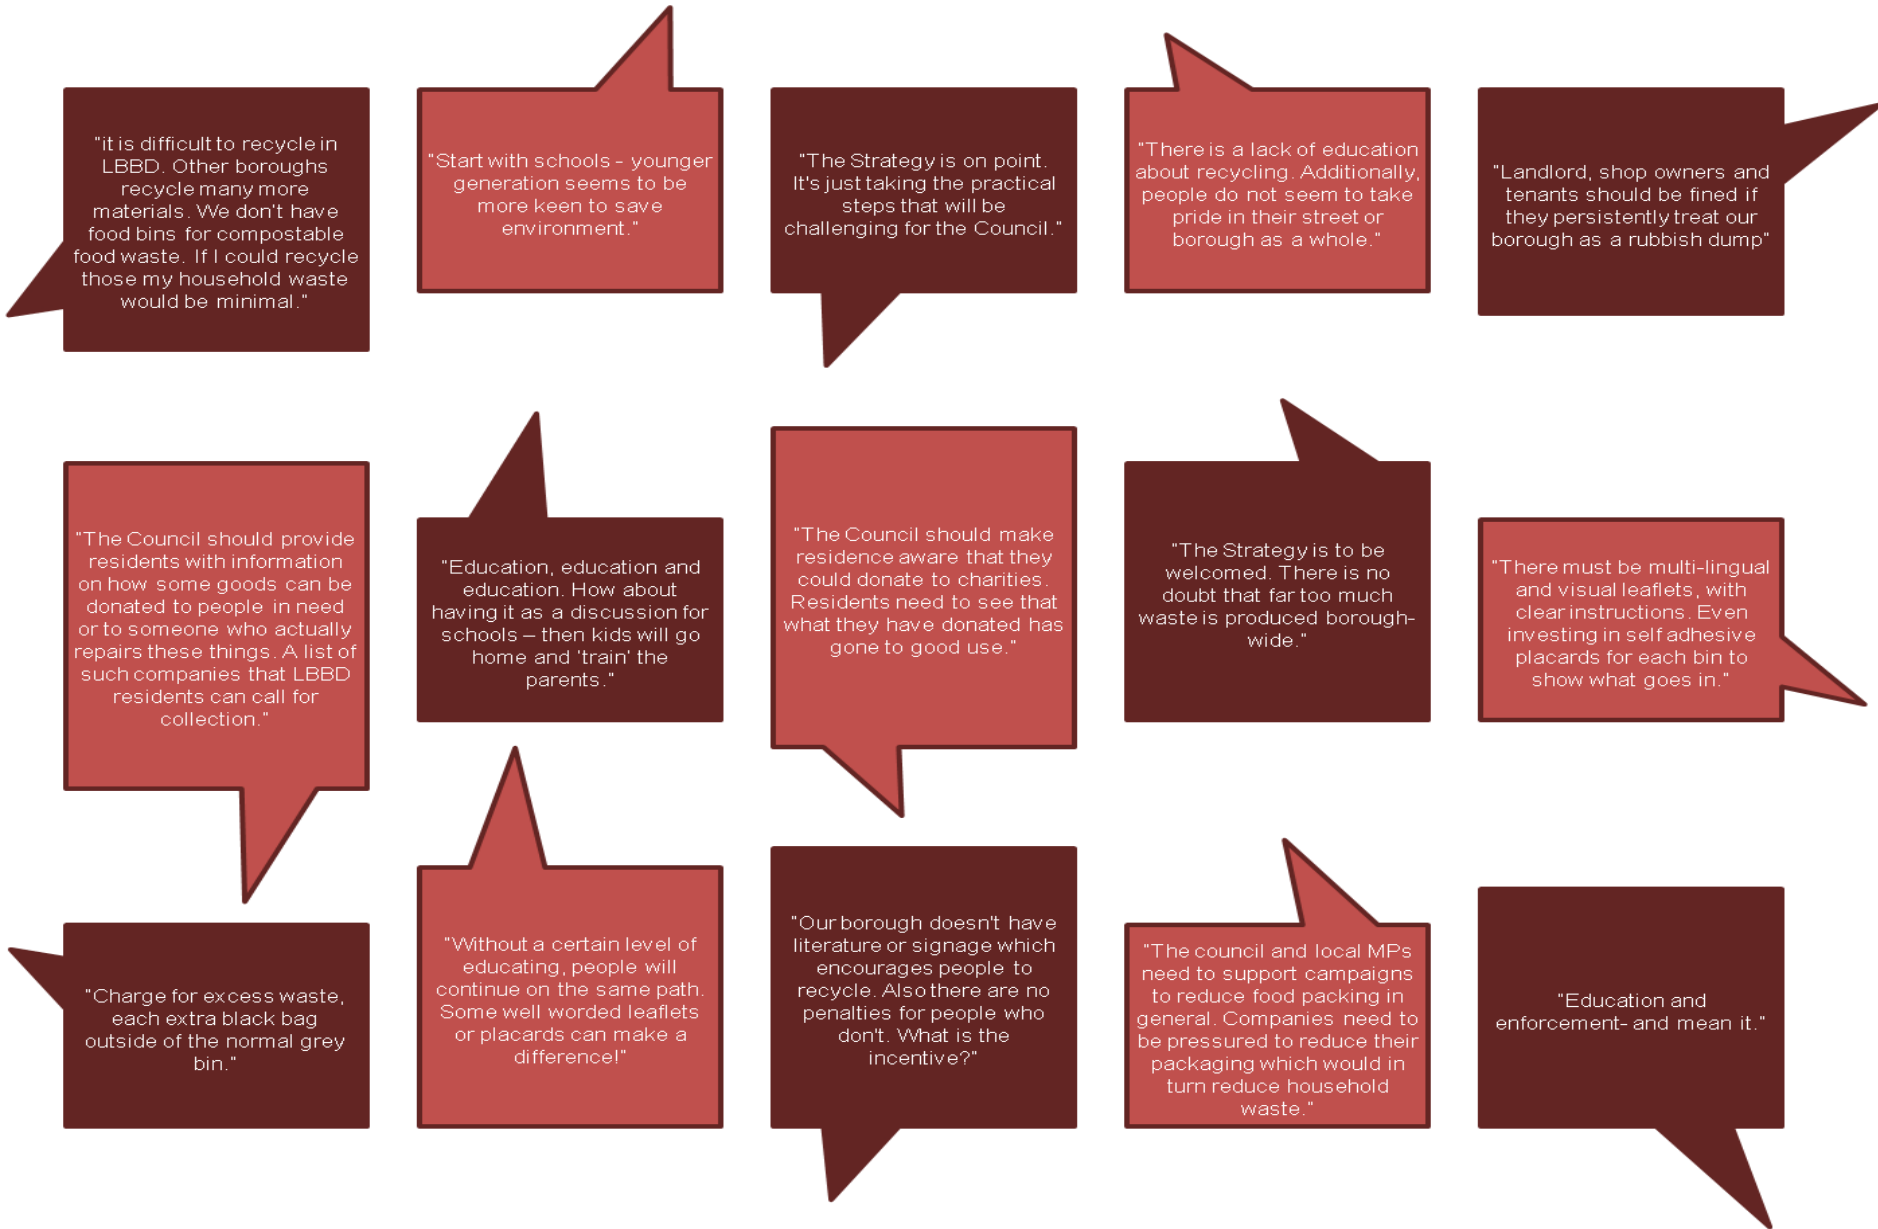 "it is difficult to recycle in
LBBD. Other boroughs
recycle many more
materials. We don't have
food bins for compostable
food waste. If I could recycle
those my household waste
would be minimal."
"Start with schools - younger
generation seems to be
more keen to save
environment."
"The Strategy is on point.
It's just taking the practical
steps that will be
challenging for the Council."
"There is a lack of education
about recycling. Additionally,
people do not seem to take
pride in their street or
borough as a whole."
"Landlord, shop owners and
tenants should be fined if
they persistently treat our
borough as a rubbish dump"
"The Council should provide
residents with information
on how some goods can be
donated to people in need
or to someone who actually
repairs these things. A list of
such companies that LBBD
residents can call for
collection."
"Education, education and
education. How about
having it as a discussion for
schools – then kids will go
home and 'train' the
parents."
"The Council should make
residence aware that they
could donate to charities.
Residents need to see that
what they have donated has
gone to good use."
"The Strategy is to be
welcomed. There is no
doubt that far too much
waste is produced borough-
wide."
"There must be multi-lingual
and visual leaflets, with
clear instructions. Even
investing in self adhesive
placards for each bin to
show what goes in."
"Charge for excess waste,
each extra black bag
outside of the normal grey
bin."
"Without a certain level of
educating, people will
continue on the same path.
Some well worded leaflets
or placards can make a
difference!"
"Our borough doesn't have
literature or signage which
encourages people to
recycle. Also there are no
penalties for people who
don't. What is the
incentive?"
"The council and local MPs
need to support campaigns
to reduce food packing in
general. Companies need to
be pressured to reduce their
packaging which would in
turn reduce household
waste."
"Education and
enforcement- and mean it."